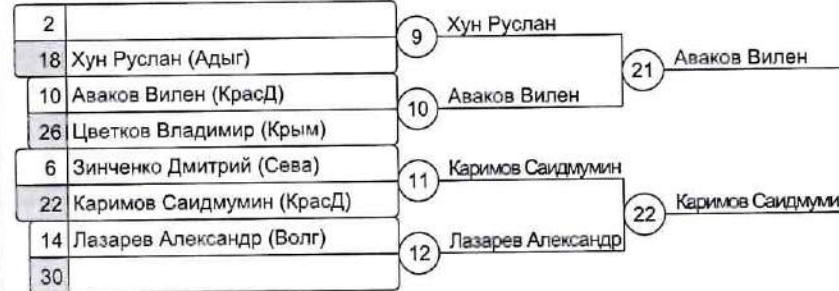 2
18 Хун Руслан (Адыг)
10 Аваков Вилен (КрасД)
26 Цветков Владимир (Крым)
6 Зинченко Дмитрий (Сева)
22 Каримов Саидмумин (КрасД)
14 Лазарев Александр (Волг)
30
9 Хун Руслан
10 Аваков Вилен
11 Каримов Саидмумин
12 Лазарев Александр
21 Аваков Вилен
22 Каримов Саидмуми